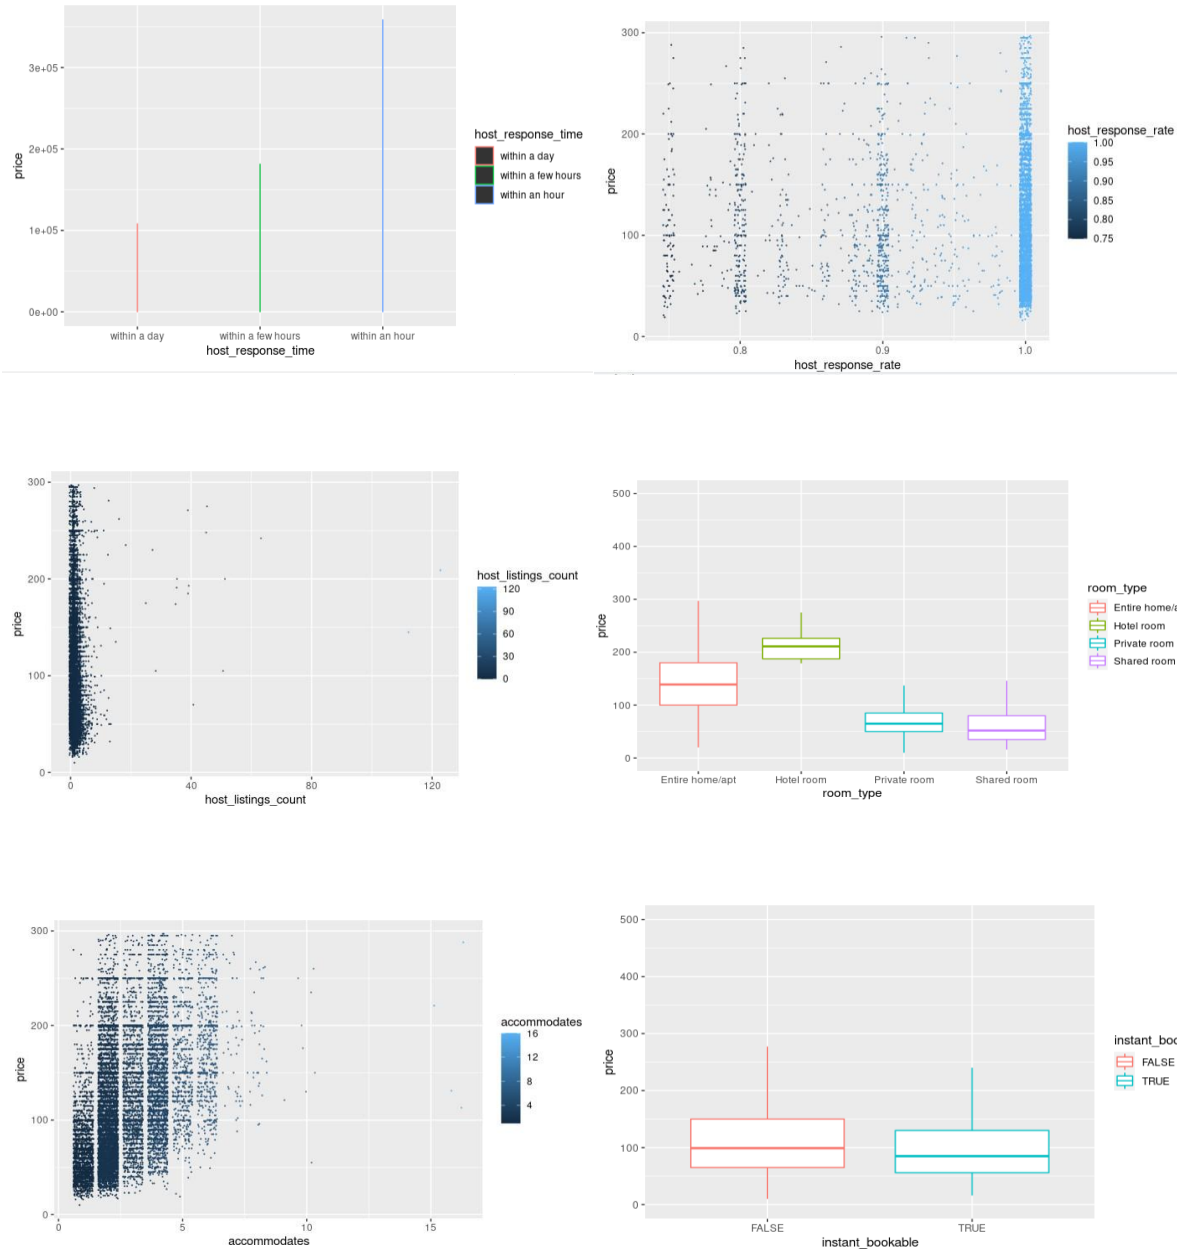 price
3e+05
2e+05
1e+05
0e+00
within a day within a few hours within an hour
host_response_time
host_response_time
within a day
within a few hours
within an hour
price
300
200
100
0
0.8 0.9 1.0
host_response_rate
host_response_rate
1.00
0.95
0.90
0.85
0.80
0.75
price
300
200
100
0
0 40 80 120
host_listings_count
host_listings_count
120
90
60
30
0
price
500
400
300
200
100
0
Entire home/apt Hotel room Private room Shared room
room_type
room_type
Entire home/a
Hotel room
Private room
Shared room
price
300
200
100
0
0 5 10 15
accommodates
accommodates
16
12
8
4
price
500
400
300
200
100
0
FALSE TRUE
instant_bookable
instant_boo
FALSE
TRUE